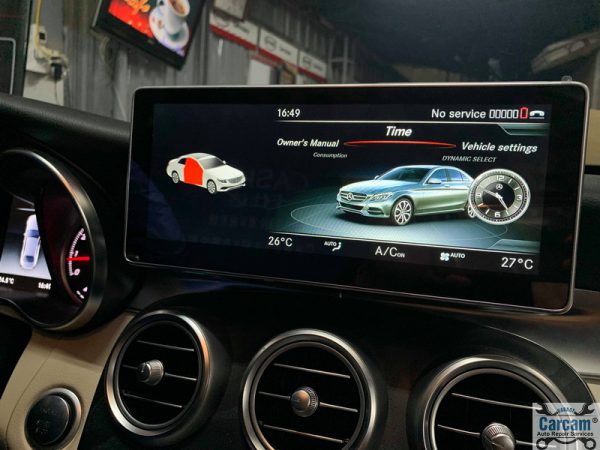 16:49
No service
Time
Owner's Manual
Vehicle settings
Consumption
DYNAMIC SELECT
26°C
AUTO
A/C ON
AUTO
27°C
GARAGE
Carcam
Auto Repair Services